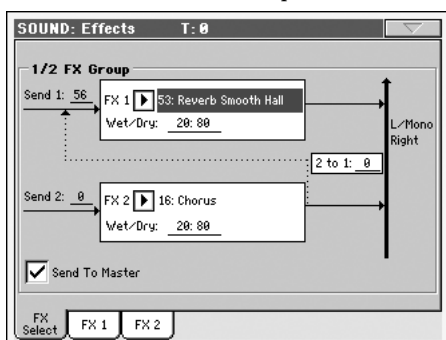 SOUND: Effects T: 0
1/2 FX Group
Send 1: 56
FX 1 53: Reverb Smooth Hall
Wet/Dry: 20: 80
L/Mono
Right
2 to 1: 0
Send 2: 0
FX 2 16: Chorus
Wet/Dry: 20: 80
Send To Master
FX
Select
FX 1
FX 2